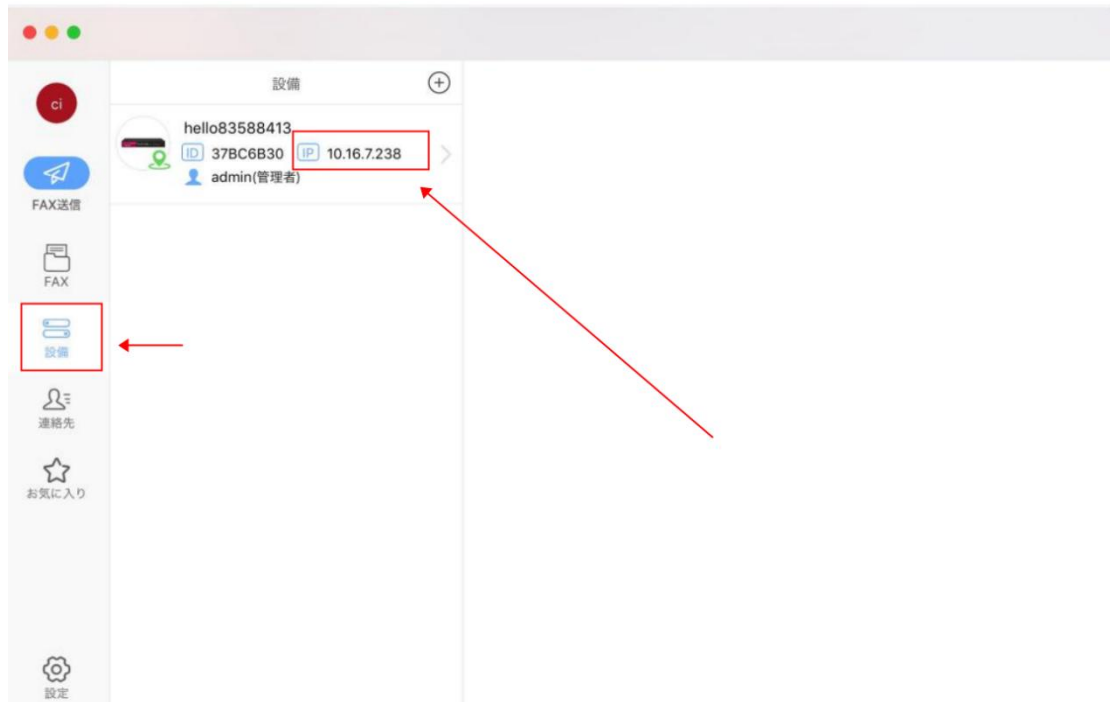 ci
FAX送信
FAX
設備
連絡先
お気に入り
設定
設備
hello83588413
ID 37BC6B30 IP 10.16.7.238
admin(管理者)